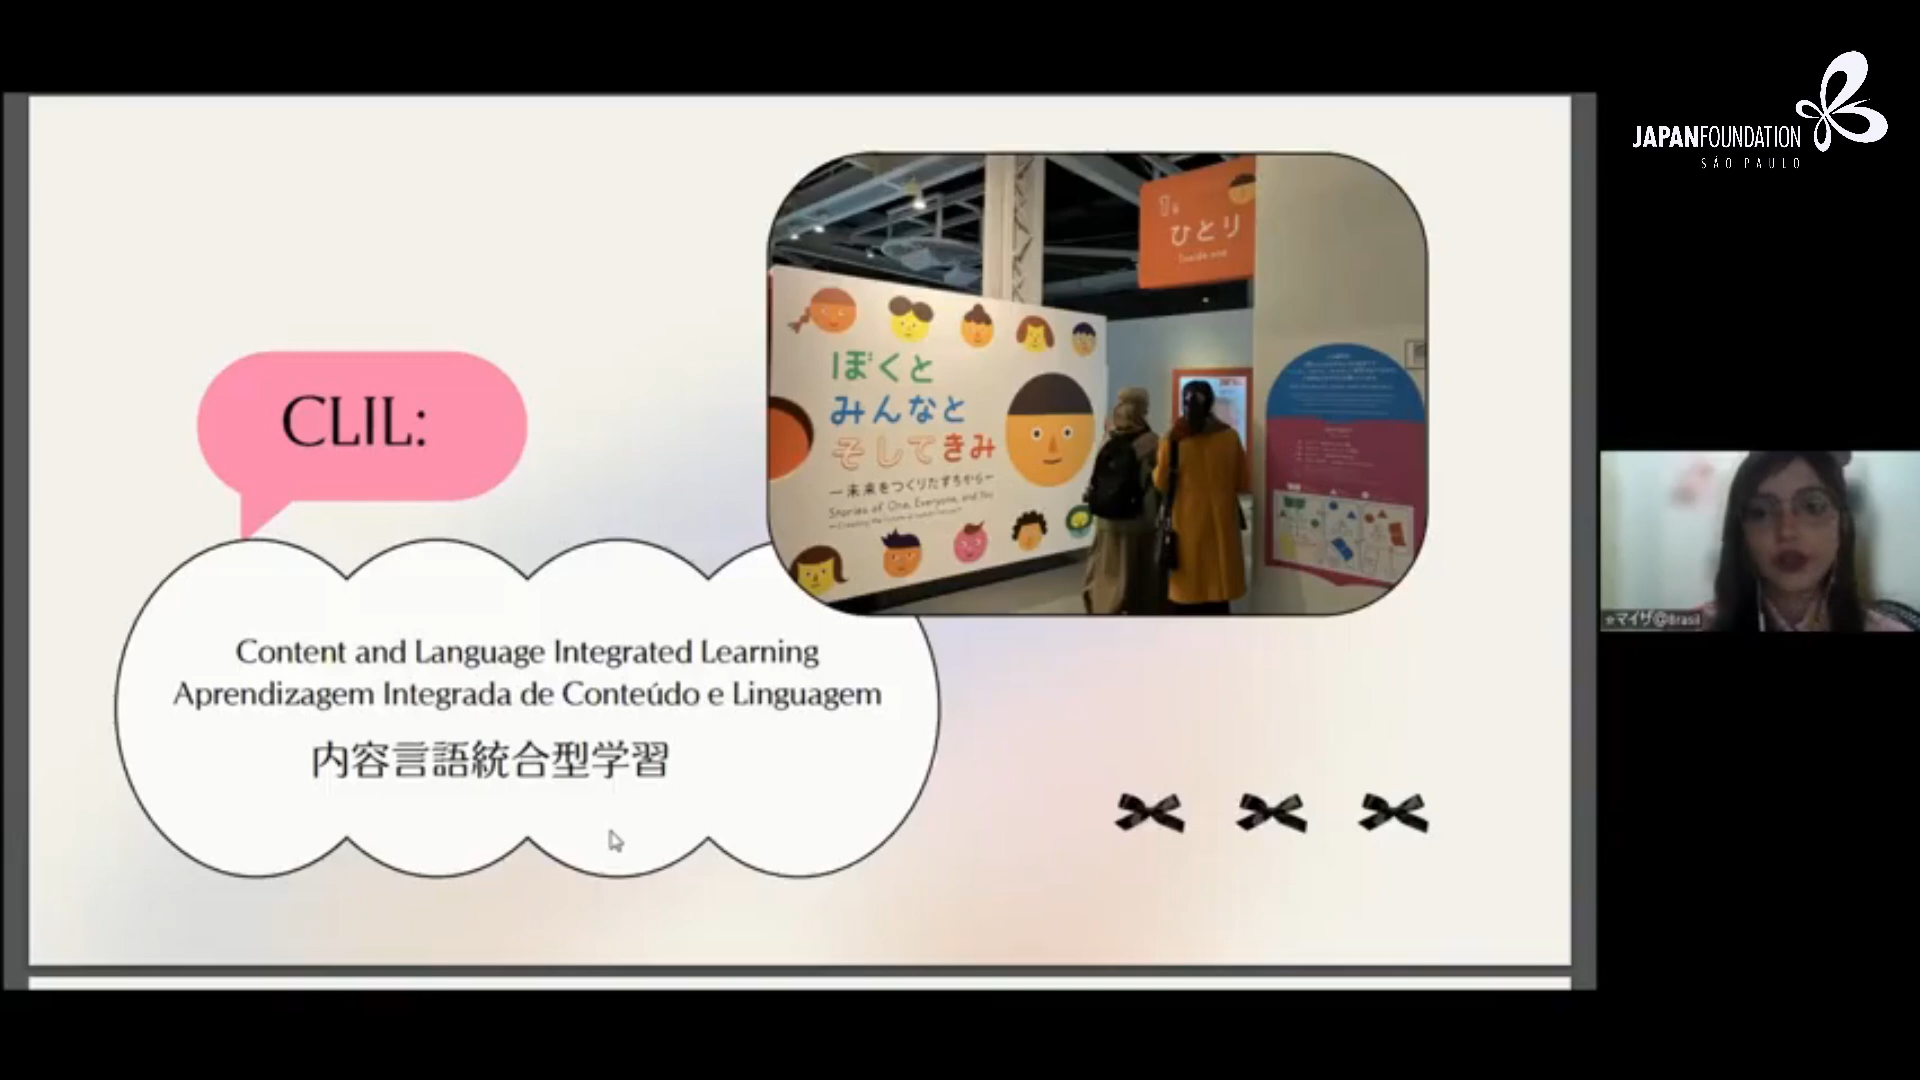 JAPANFOUNDATION
SÃO PAULO
ひとり
Inside one
ぼくと
みんなと
そしてきみ
ー未来をつくりだすちからー
Stories of One, Everyone, and You
CLIL:
Content and Language Integrated Learning
Aprendizagem Integrada de Conteúdo e Linguagem
内容言語統合型学習
マイザ@Brasil